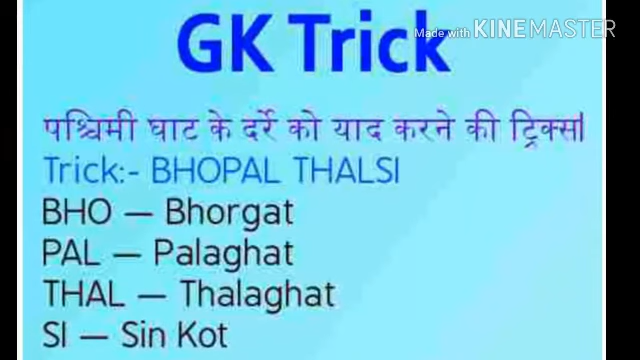 GK Trick
Made with KINEMASTER
पश्चिमी घाट के दर्रे को याद करने की ट्रिक्स।
Trick:- BHOPAL THALSI
BHO — Bhorgat
PAL — Palaghat
THAL — Thalaghat
SI — Sin Kot